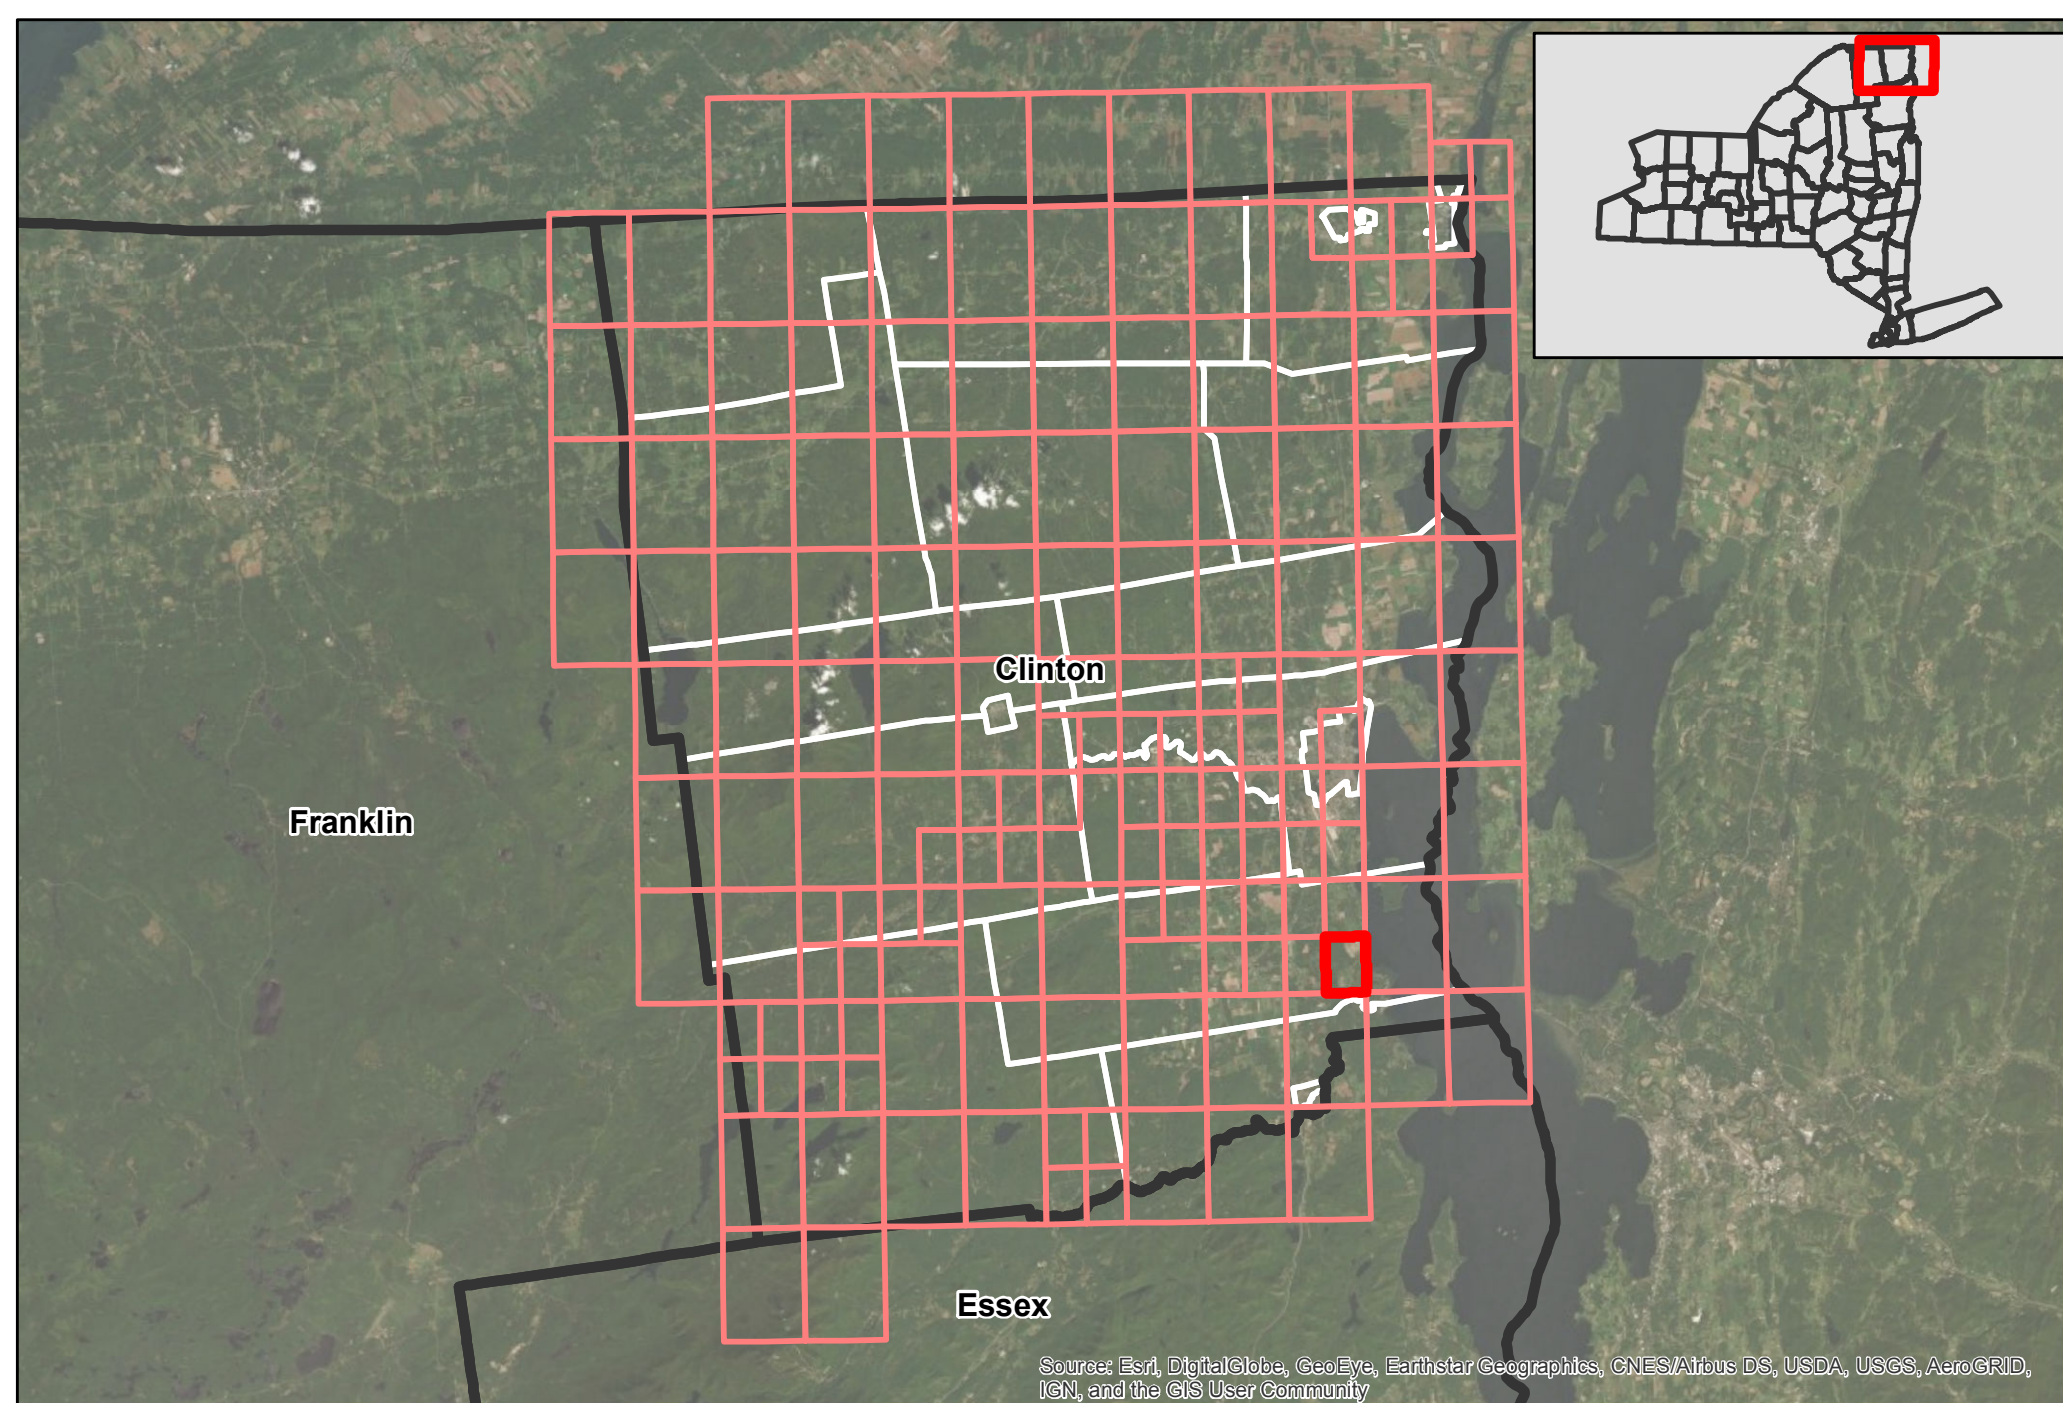 Clinton
Franklin
Essex
Source: Esri, DigitalGlobe, GeoEye, Earthstar Geographics, CNES/Airbus DS, USDA, USGS, AeroGRID,
IGN, and the GIS User Community